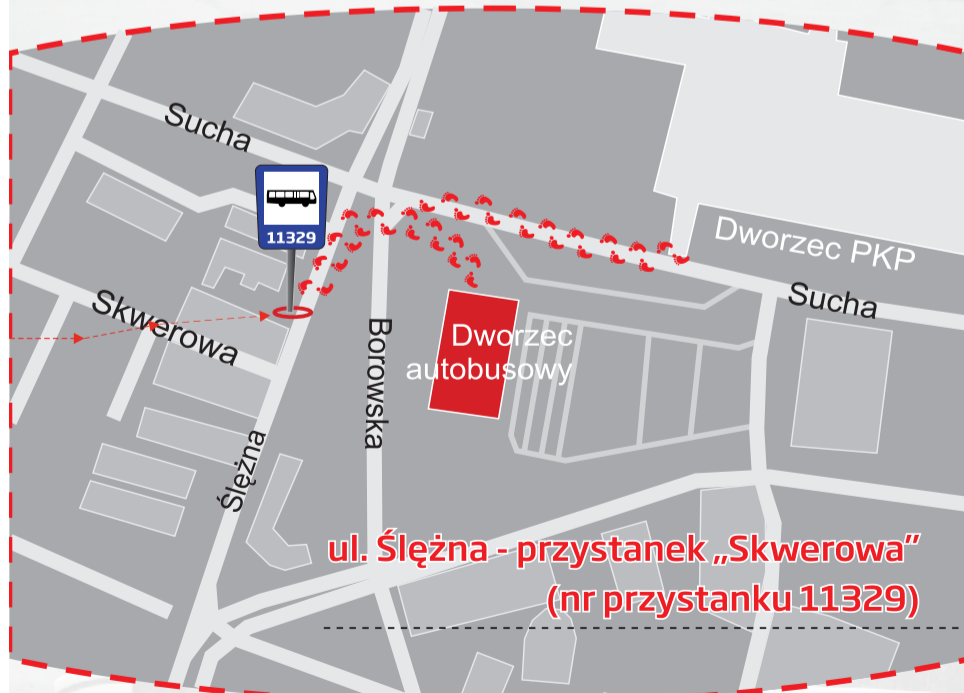 Sucha
11329
Dworzec PKP
Sucha
Skwerowa
Borowska
Dworzec
autobusowy
Ślężna
ul. Ślężna - przystanek „Skwerowa”
(nr przystanku 11329)